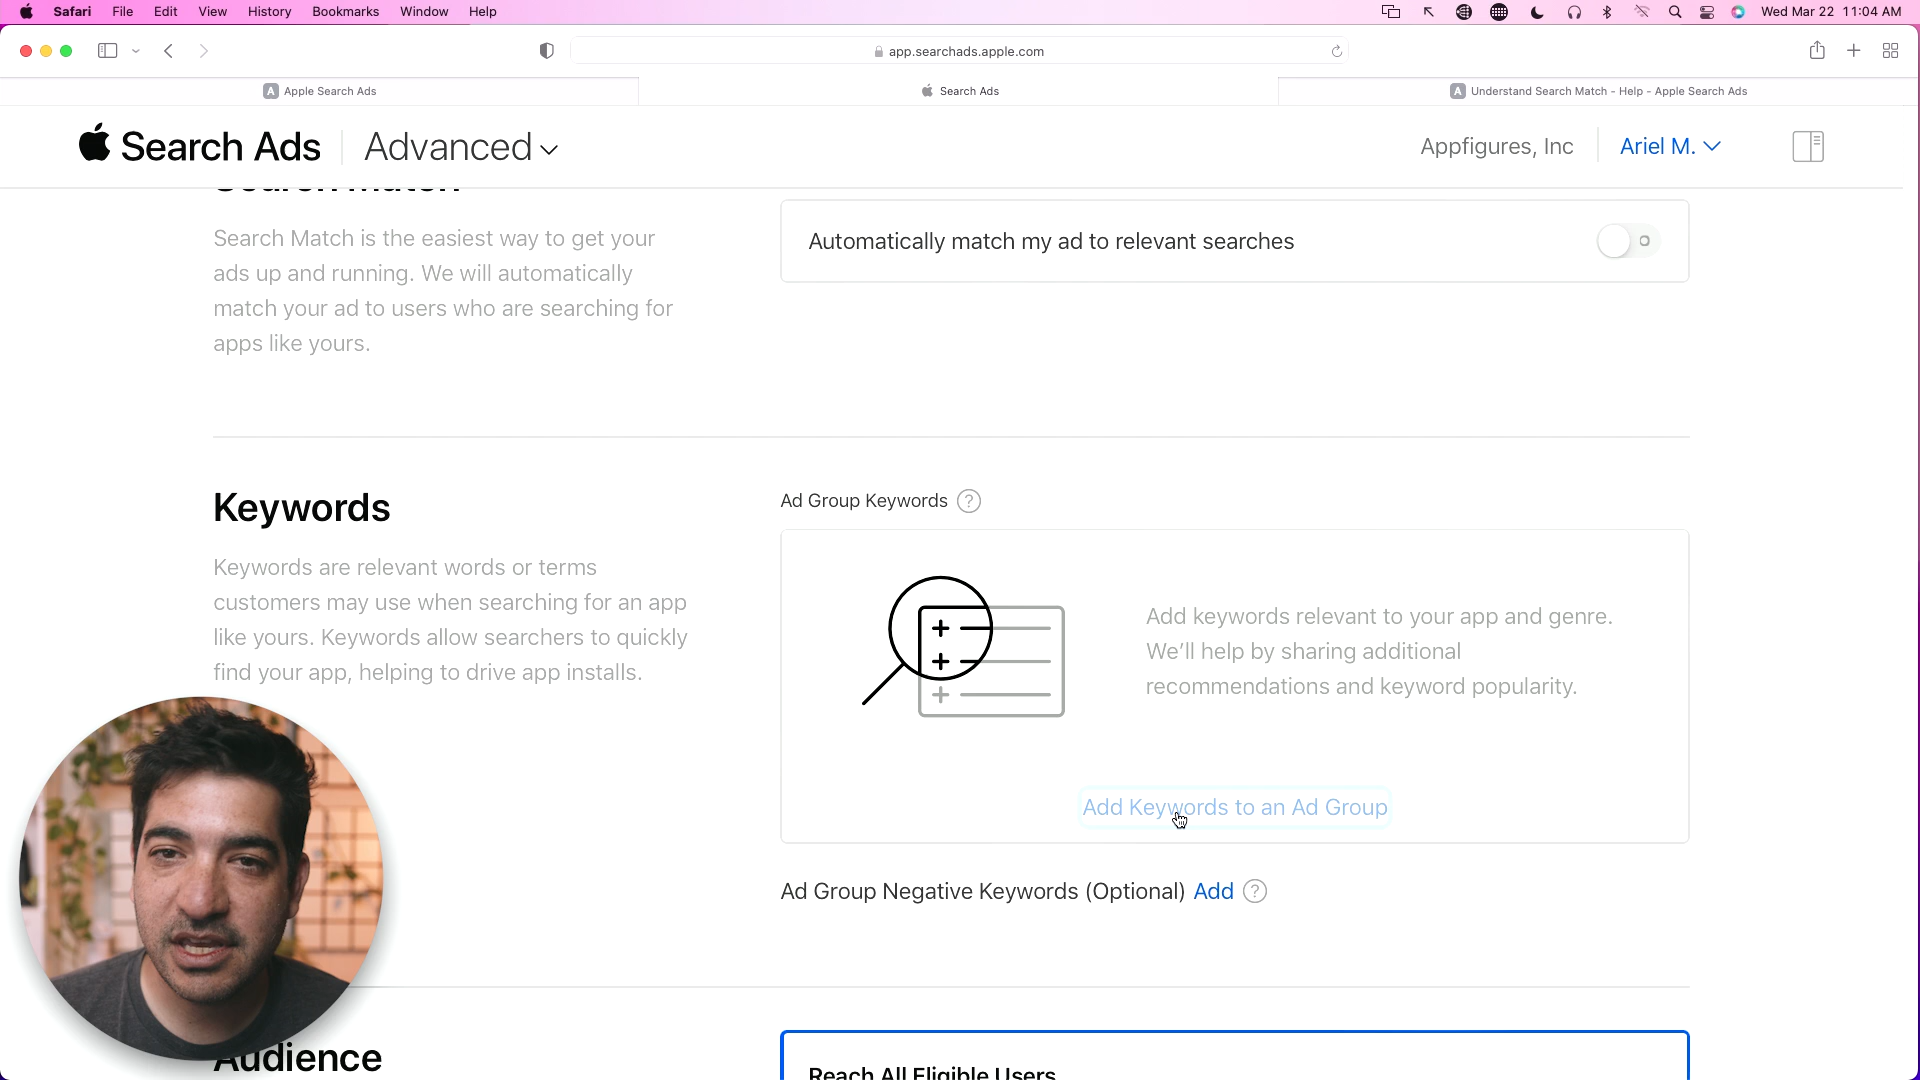 Safari File Edit View History Bookmarks Window Help Wed Mar 22 11:04 AM
app.searchads.apple.com
A Apple Search Ads Search Ads A Understand Search Match - Help - Apple Search Ads
Search Ads Advanced Appfigures, Inc Ariel M.
Search Match
Automatically match my ad to relevant searches
Search Match is the easiest way to get your
ads up and running. We will automatically
match your ad to users who are searching for
apps like yours.
Keywords
Keywords are relevant words or terms
customers may use when searching for an app
like yours. Keywords allow searchers to quickly
find your app, helping to drive app installs.
Ad Group Keywords ?
Add keywords relevant to your app and genre.
We'll help by sharing additional
recommendations and keyword popularity.
Add Keywords to an Ad Group
Ad Group Negative Keywords (Optional) Add ?
Audience
Reach All Eligible Users